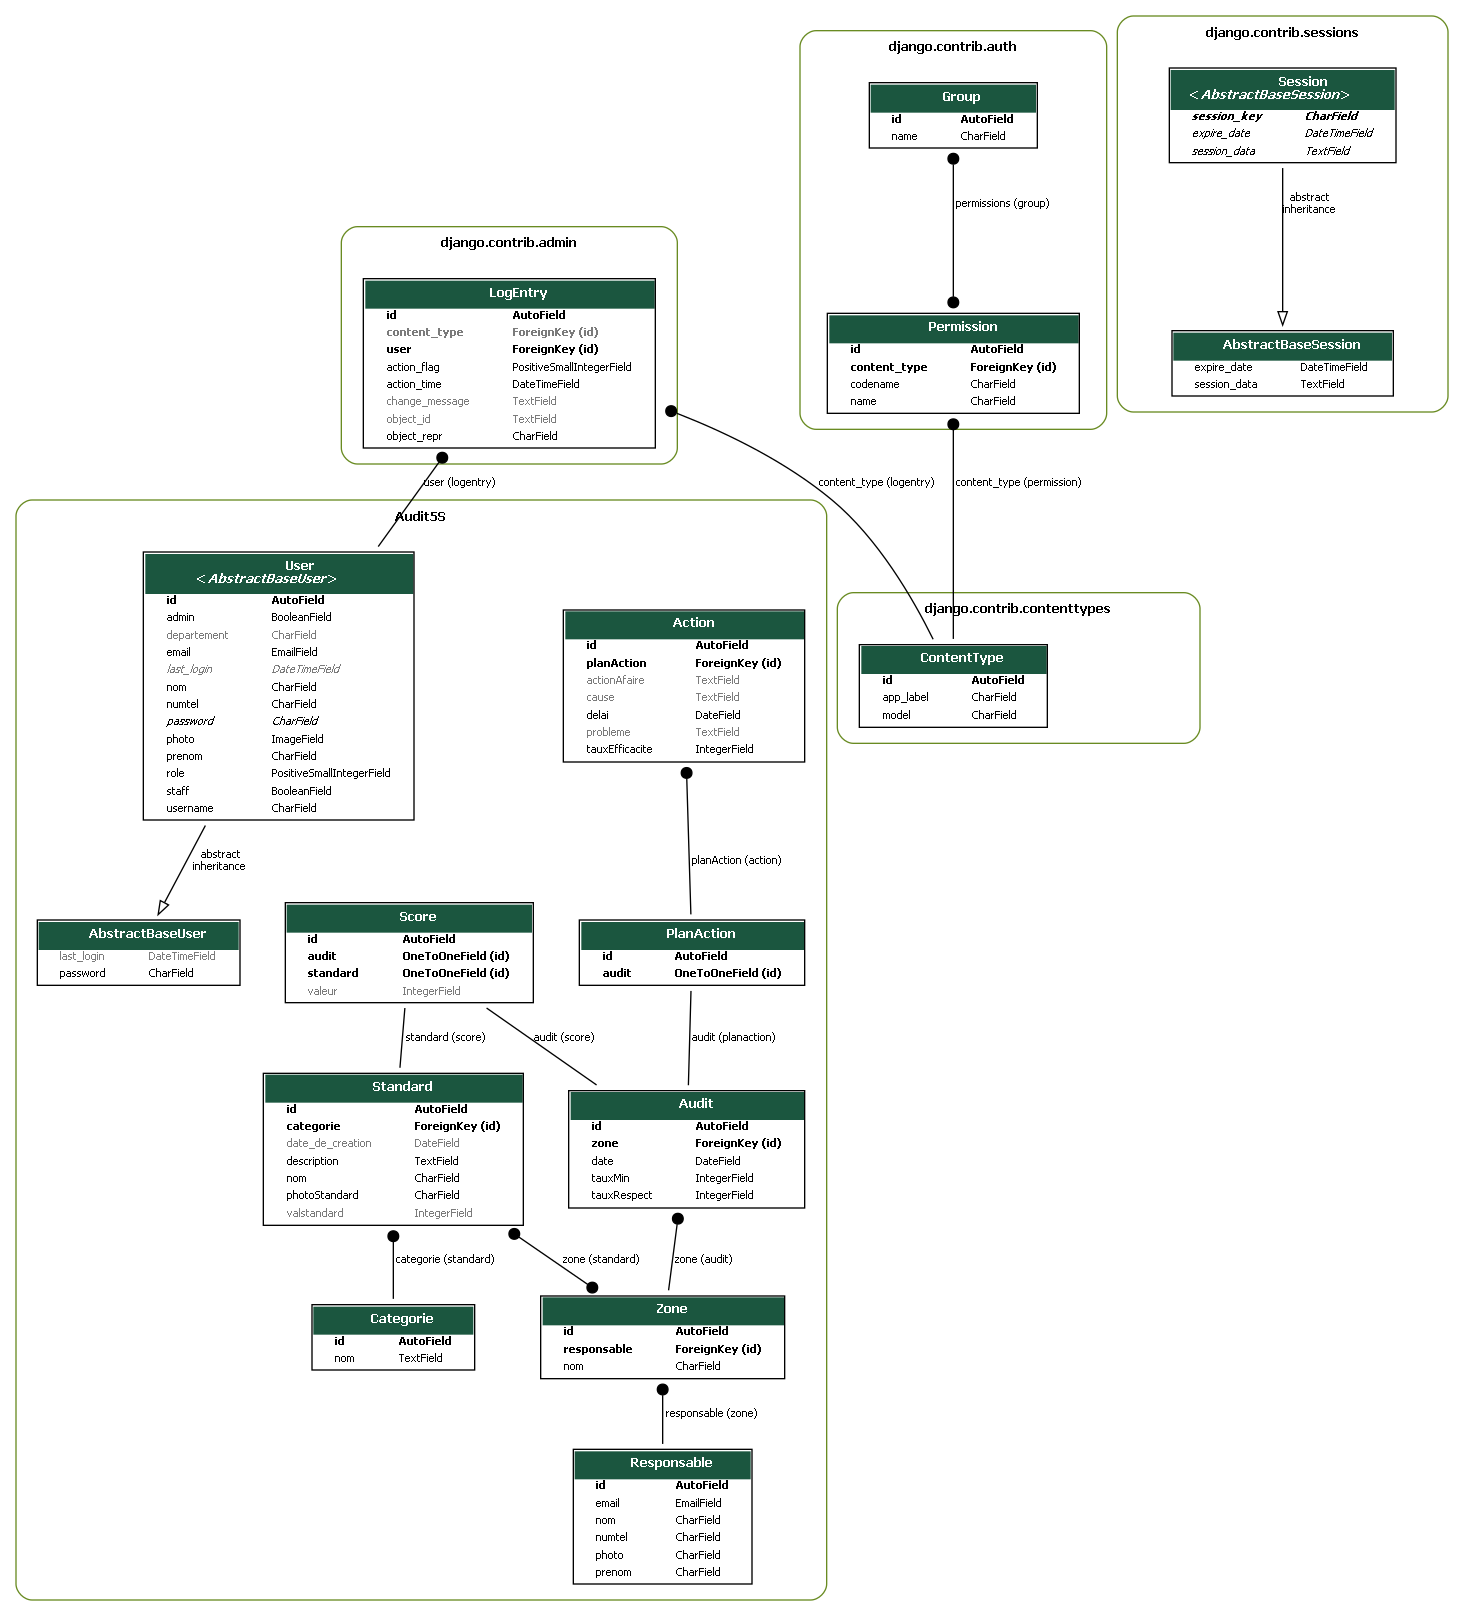 django.contrib.sessions
Session
<AbstractBaseSession>
session_key CharField
expire_date DateTimeField
session_data TextField
abstract
inheritance
AbstractBaseSession
expire_date DateTimeField
session_data TextField
django.contrib.auth
Group
id AutoField
name CharField
permissions (group)
Permission
id AutoField
content_type ForeignKey (id)
codename CharField
name CharField
django.contrib.admin
LogEntry
id AutoField
content_type ForeignKey (id)
user ForeignKey (id)
action_flag PositiveSmallIntegerField
action_time DateTimeField
change_message TextField
object_id TextField
object_repr CharField
user (logentry)
content_type (logentry)
content_type (permission)
django.contrib.contenttypes
ContentType
id AutoField
app_label CharField
model CharField
Audit5S
User
<AbstractBaseUser>
id AutoField
admin BooleanField
departement CharField
email EmailField
last_login DateTimeField
nom CharField
numtel CharField
password CharField
photo ImageField
prenom CharField
role PositiveSmallIntegerField
staff BooleanField
username CharField
abstract
inheritance
AbstractBaseUser
last_login DateTimeField
password CharField
Action
id AutoField
planAction ForeignKey (id)
actionAfaire TextField
cause TextField
delai DateField
probleme TextField
tauxEfficacite IntegerField
planAction (action)
Score
id AutoField
audit OneToOneField (id)
standard OneToOneField (id)
valeur IntegerField
PlanAction
id AutoField
audit OneToOneField (id)
standard (score)
audit (score)
audit (planaction)
Standard
id AutoField
categorie ForeignKey (id)
date_de_creation DateField
description TextField
nom CharField
photoStandard CharField
valstandard IntegerField
Audit
id AutoField
zone ForeignKey (id)
date DateField
tauxMin IntegerField
tauxRespect IntegerField
categorie (standard)
zone (standard)
zone (audit)
Categorie
id AutoField
nom TextField
Zone
id AutoField
responsable ForeignKey (id)
nom CharField
responsable (zone)
Responsable
id AutoField
email EmailField
nom CharField
numtel CharField
photo CharField
prenom CharField